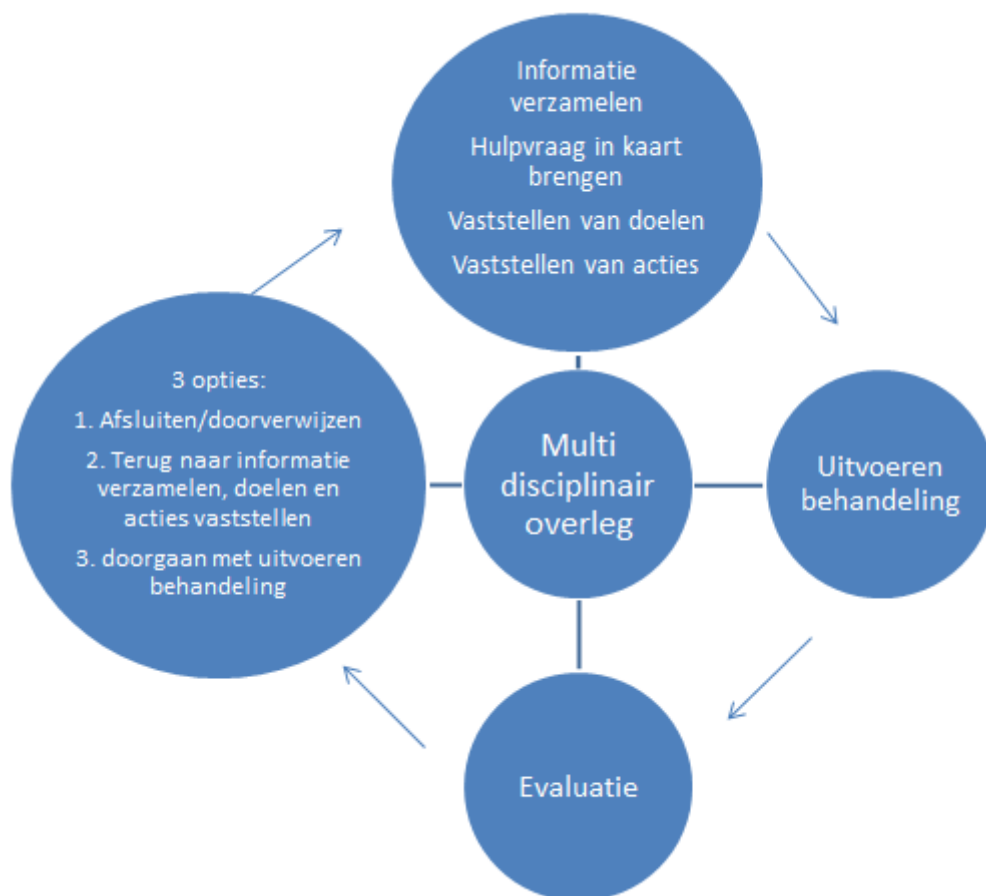 Informatie
verzamelen
Hulpvraag in kaart
brengen
Vaststellen van doelen
Vaststellen van acties
3 opties:
1. Afsluiten/doorverwijzen
2. Terug naar informatie
verzamelen, doelen en
acties vaststellen
3. doorgaan met uitvoeren
behandeling
Multi
disciplinair
overleg
Uitvoeren
behandeling
Evaluatie